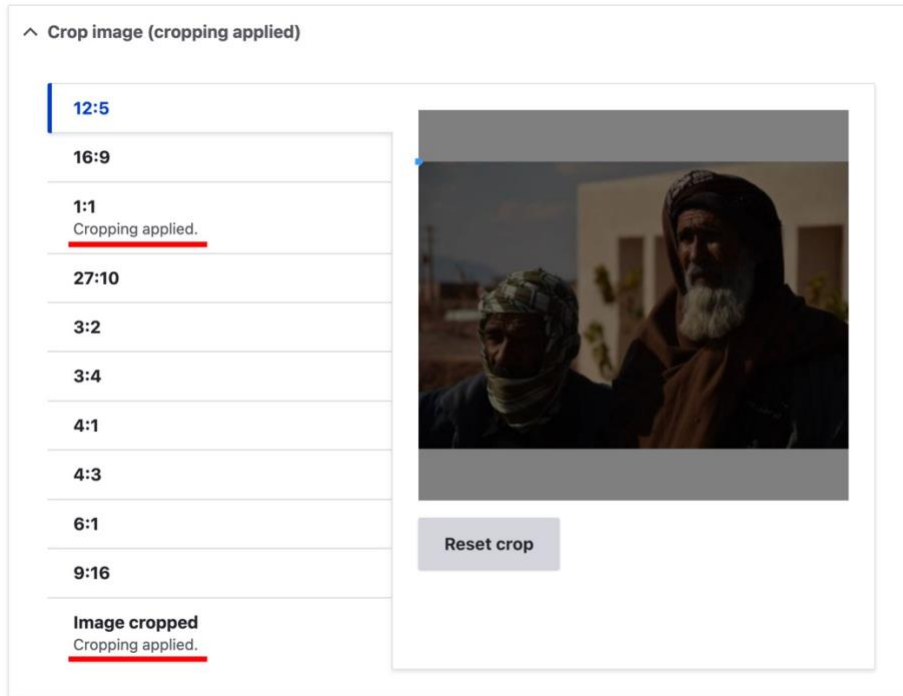 Crop image (cropping applied)
12:5
16:9
1:1
Cropping applied.
27:10
3:2
3:4
4:1
4:3
6:1
9:16
Image cropped
Cropping applied.
Reset crop